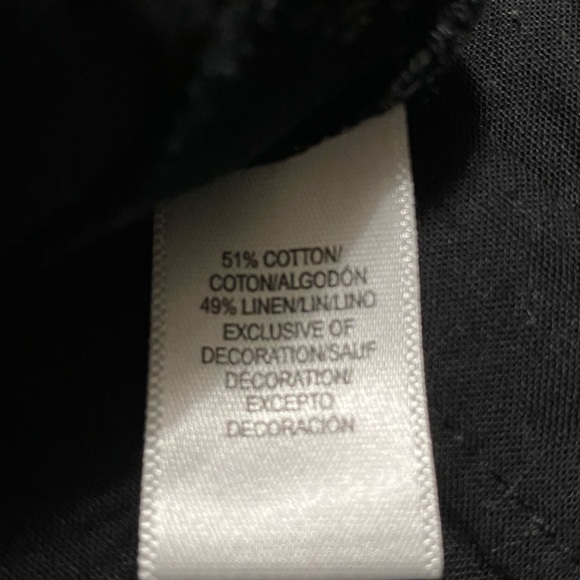 51% COTTON/
COTON/ALGODÓN
49% LINEN/LIN/LINO
EXCLUSIVE OF
DECORATION/SAUF
DÉCORATION/
EXCEPTO
DECORACIÓN